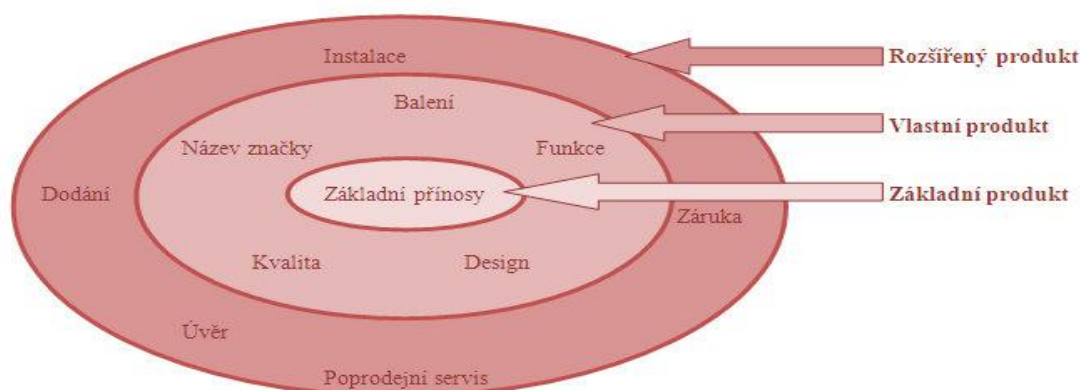 Instalace
Rozšířený produkt
Balení
Vlastní produkt
Název značky
Funkce
Dodání
Základní přínosy
Základní produkt
Záruka
Kvalita
Design
Úvěr
Poprodejní servis